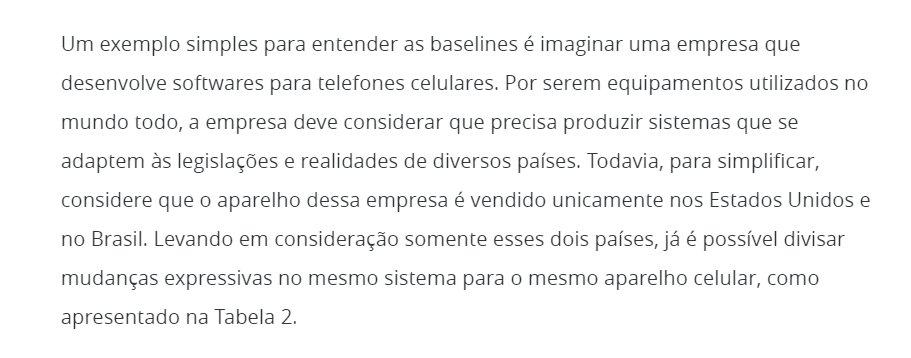 Um exemplo simples para entender as baselines é imaginar uma empresa que
desenvolve softwares para telefones celulares. Por serem equipamentos utilizados no
mundo todo, a empresa deve considerar que precisa produzir sistemas que se
adaptem às legislações e realidades de diversos países. Todavia, para simplificar,
considere que o aparelho dessa empresa é vendido unicamente nos Estados Unidos e
no Brasil. Levando em consideração somente esses dois países, já é possível divisar
mudanças expressivas no mesmo sistema para o mesmo aparelho celular, como
apresentado na Tabela 2.